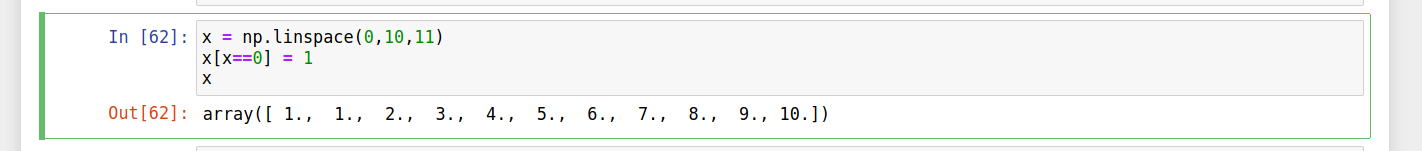 In [62]: x = np.linspace(0,10,11)
x[x==0] = 1
x
Out[62]: array([ 1.,  1.,  2.,  3.,  4.,  5.,  6.,  7.,  8.,  9., 10.])